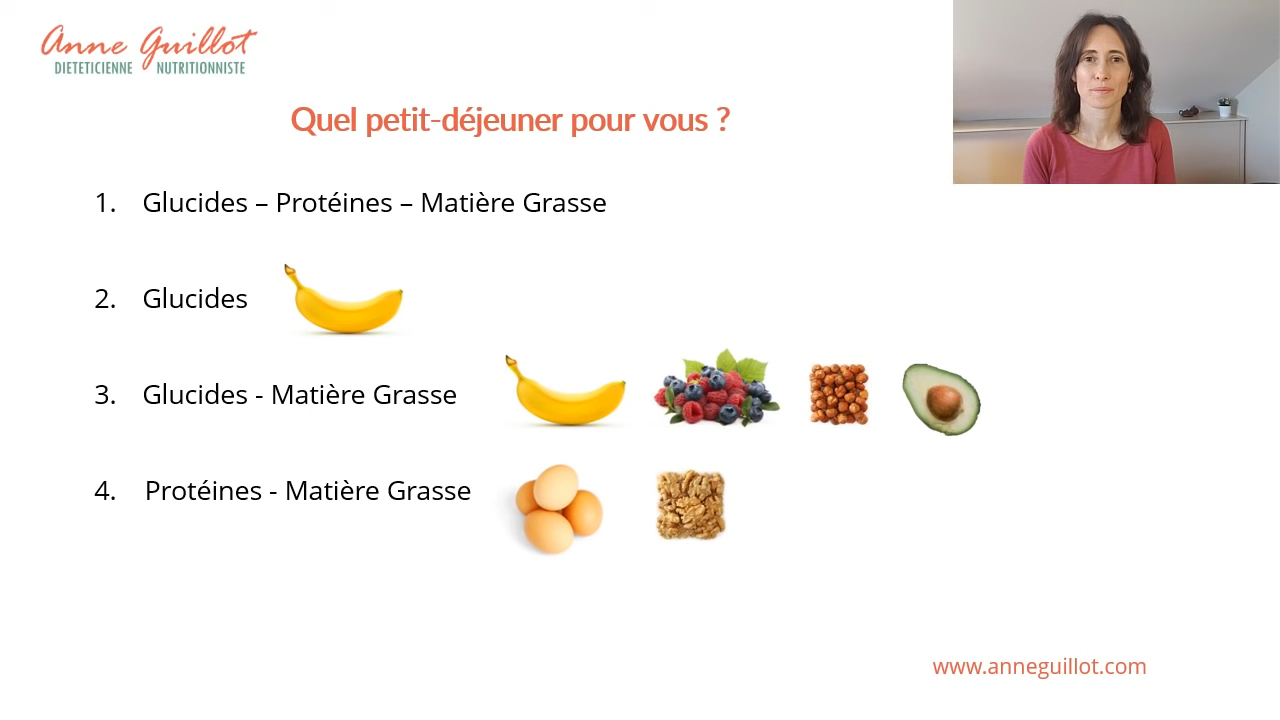 Anne Guillot
DIETETICIENNE NUTRITIONNISTE
Quel petit-déjeuner pour vous ?
1. Glucides – Protéines – Matière Grasse
2. Glucides
3. Glucides - Matière Grasse
4. Protéines - Matière Grasse
www.anneguillot.com